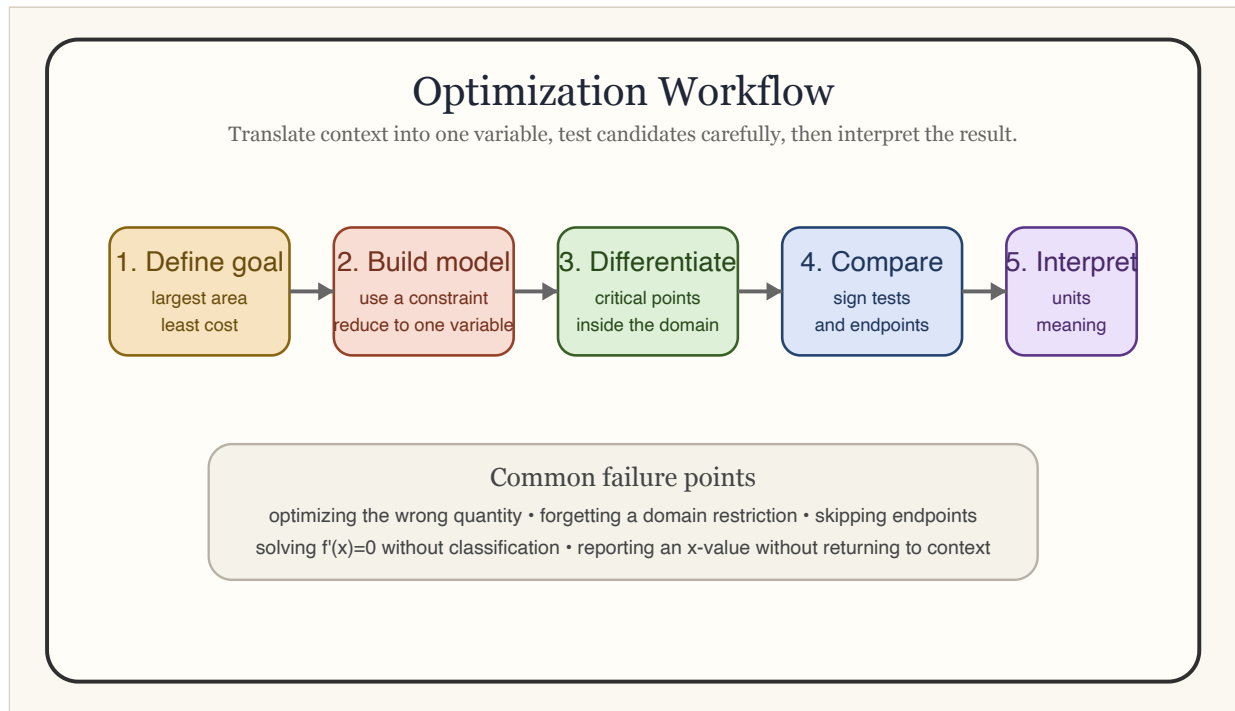 Optimization Workflow
Translate context into one variable, test candidates carefully, then interpret the result.
1. Define goal
largest area
least cost
2. Build model
use a constraint
reduce to one variable
3. Differentiate
critical points
inside the domain
4. Compare
sign tests
and endpoints
5. Interpret
units
meaning
Common failure points
optimizing the wrong quantity • forgetting a domain restriction • skipping endpoints
solving f'(x)=0 without classification • reporting an x-value without returning to context